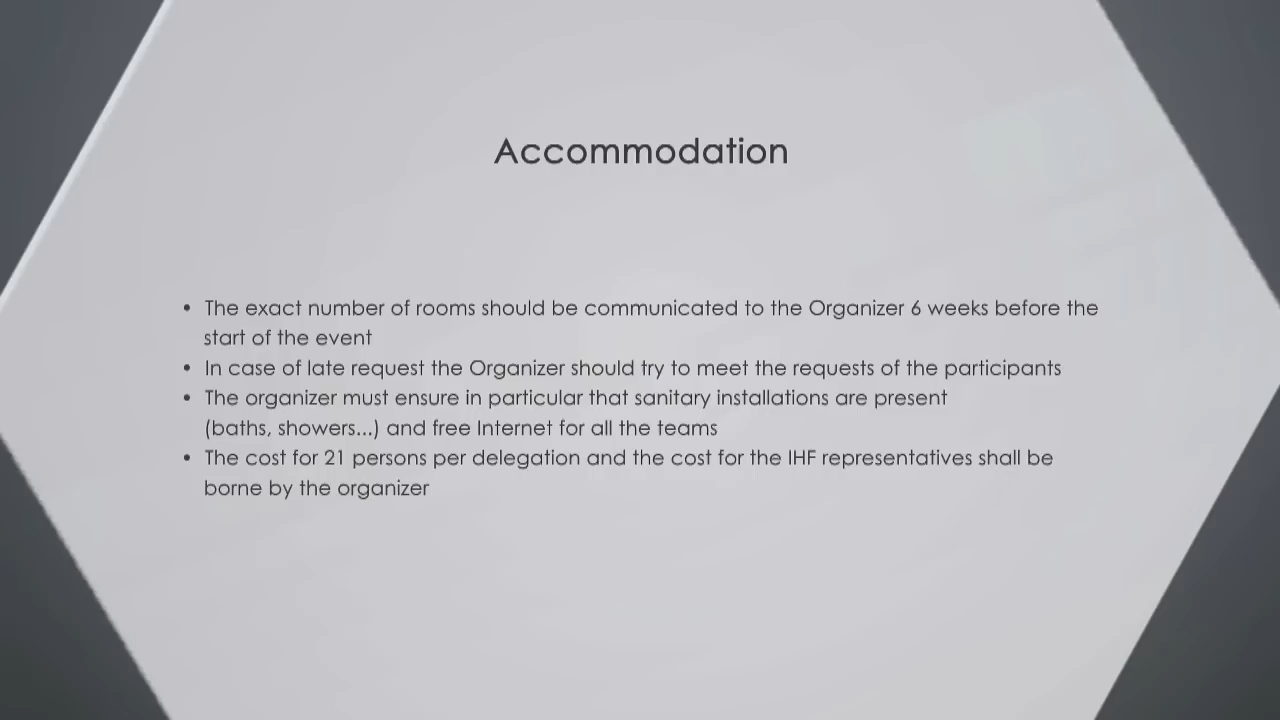 Accommodation
• The exact number of rooms should be communicated to the Organizer 6 weeks before the
start of the event
• In case of late request the Organizer should try to meet the requests of the participants
• The organizer must ensure in particular that sanitary installations are present
(baths, showers...) and free Internet for all the teams
• The cost for 21 persons per delegation and the cost for the IHF representatives shall be
borne by the organizer